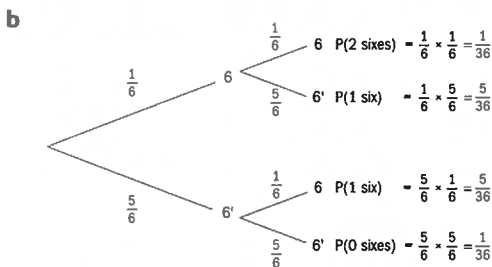 b
1/6 6 P(2 sixes) = 1/6 × 1/6 = 1/36
1/6 6
5/6 6' P(1 six) = 1/6 × 5/6 = 5/36
1/6 6 P(1 six) = 5/6 × 1/6 = 5/36
5/6 6'
5/6 6' P(0 sixes) = 5/6 × 5/6 = 1/36